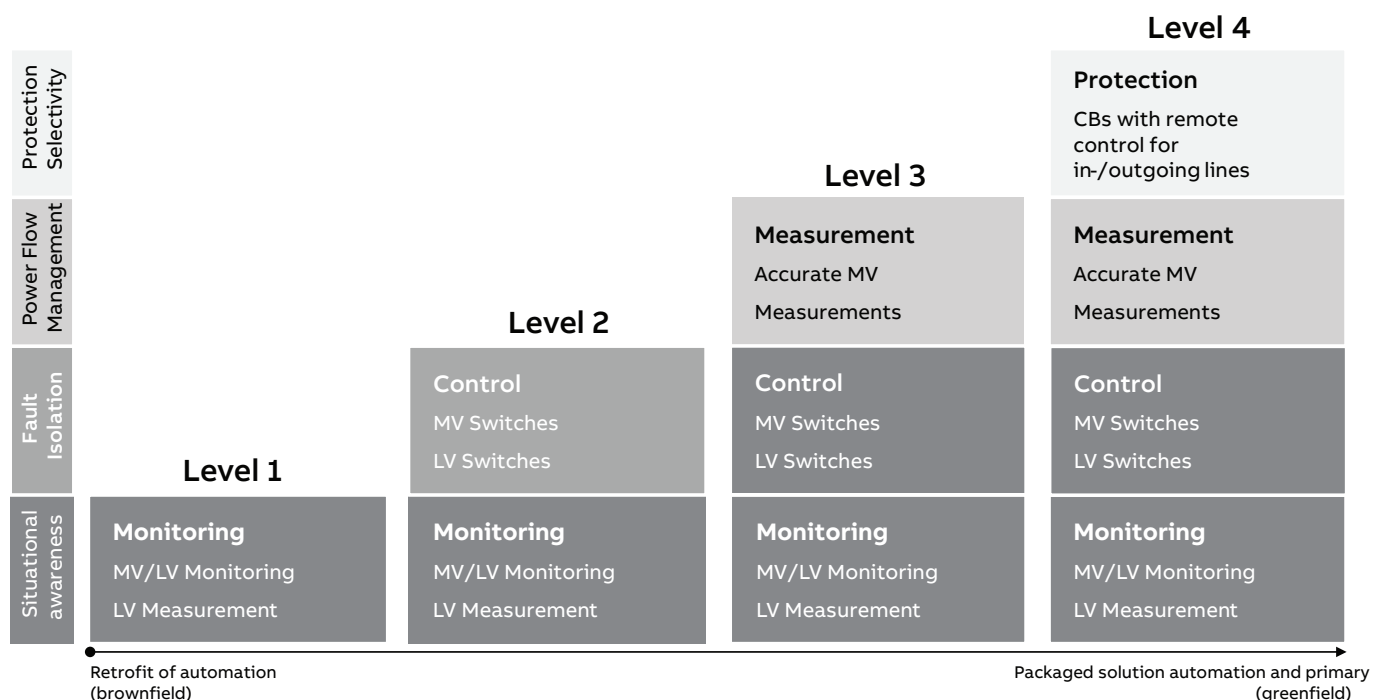 Level 4
Protection
Selectivity
Protection
CBs with remote
control for
in-/outgoing lines
Level 3
Power Flow
Management
Measurement
Accurate MV
Measurements
Measurement
Accurate MV
Measurements
Level 2
Fault
Isolation
Control
MV Switches
LV Switches
Control
MV Switches
LV Switches
Control
MV Switches
LV Switches
Level 1
Situational
awareness
Monitoring
MV/LV Monitoring
LV Measurement
Monitoring
MV/LV Monitoring
LV Measurement
Monitoring
MV/LV Monitoring
LV Measurement
Monitoring
MV/LV Monitoring
LV Measurement
Retrofit of automation
(brownfield)
Packaged solution automation and primary
(greenfield)